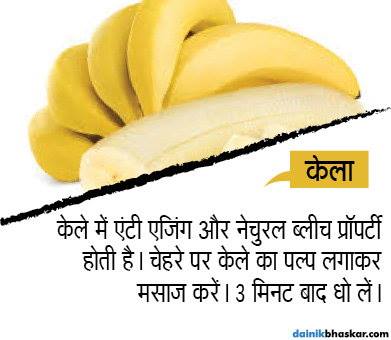 केला
केले में एंटी एजिंग और नेचुरल ब्लीच प्रॉपर्टी
होती है। चेहरे पर केले का पल्प लगाकर
मसाज करें। 3 मिनट बाद धो लें।
dainikbhaskar.com